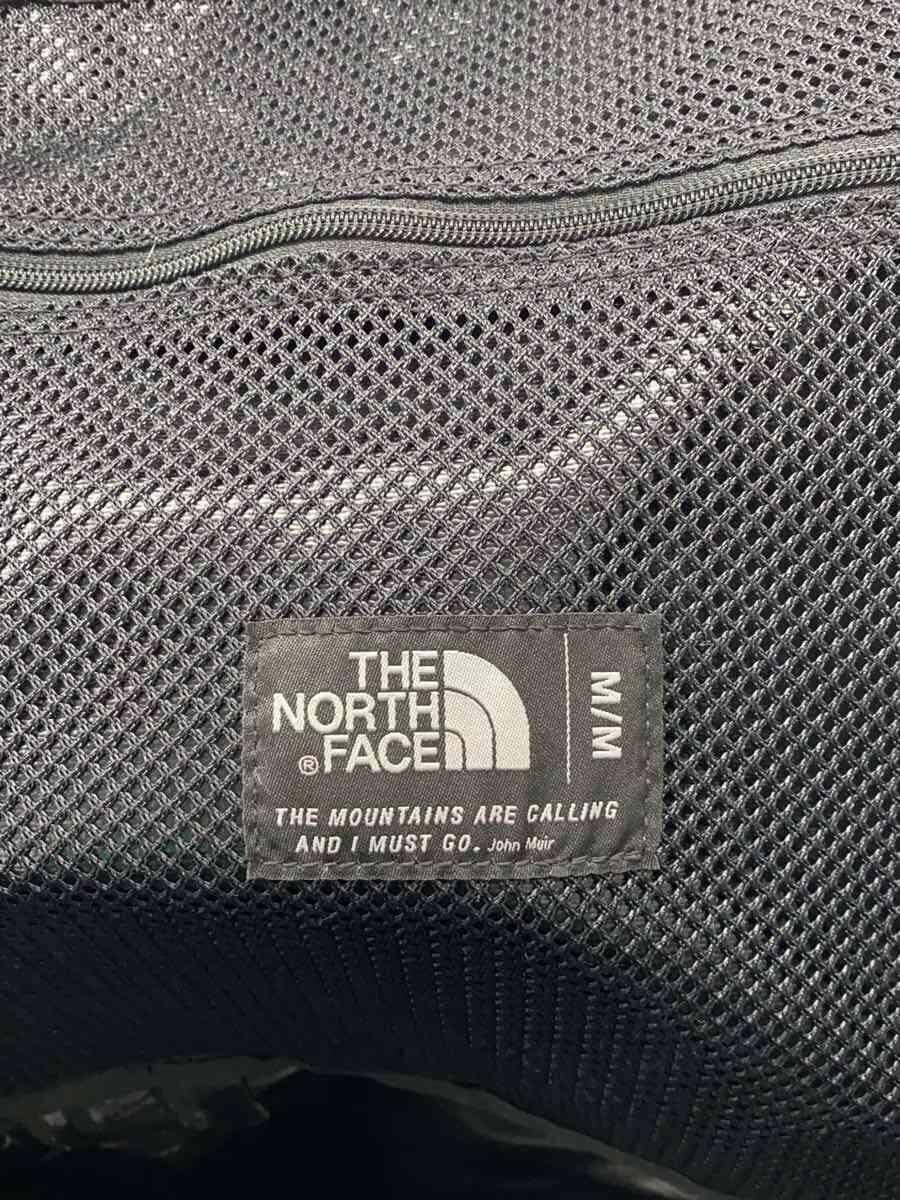 THE
NORTH
® FACE
M/M
THE MOUNTAINS ARE CALLING
AND I MUST GO. John Muir